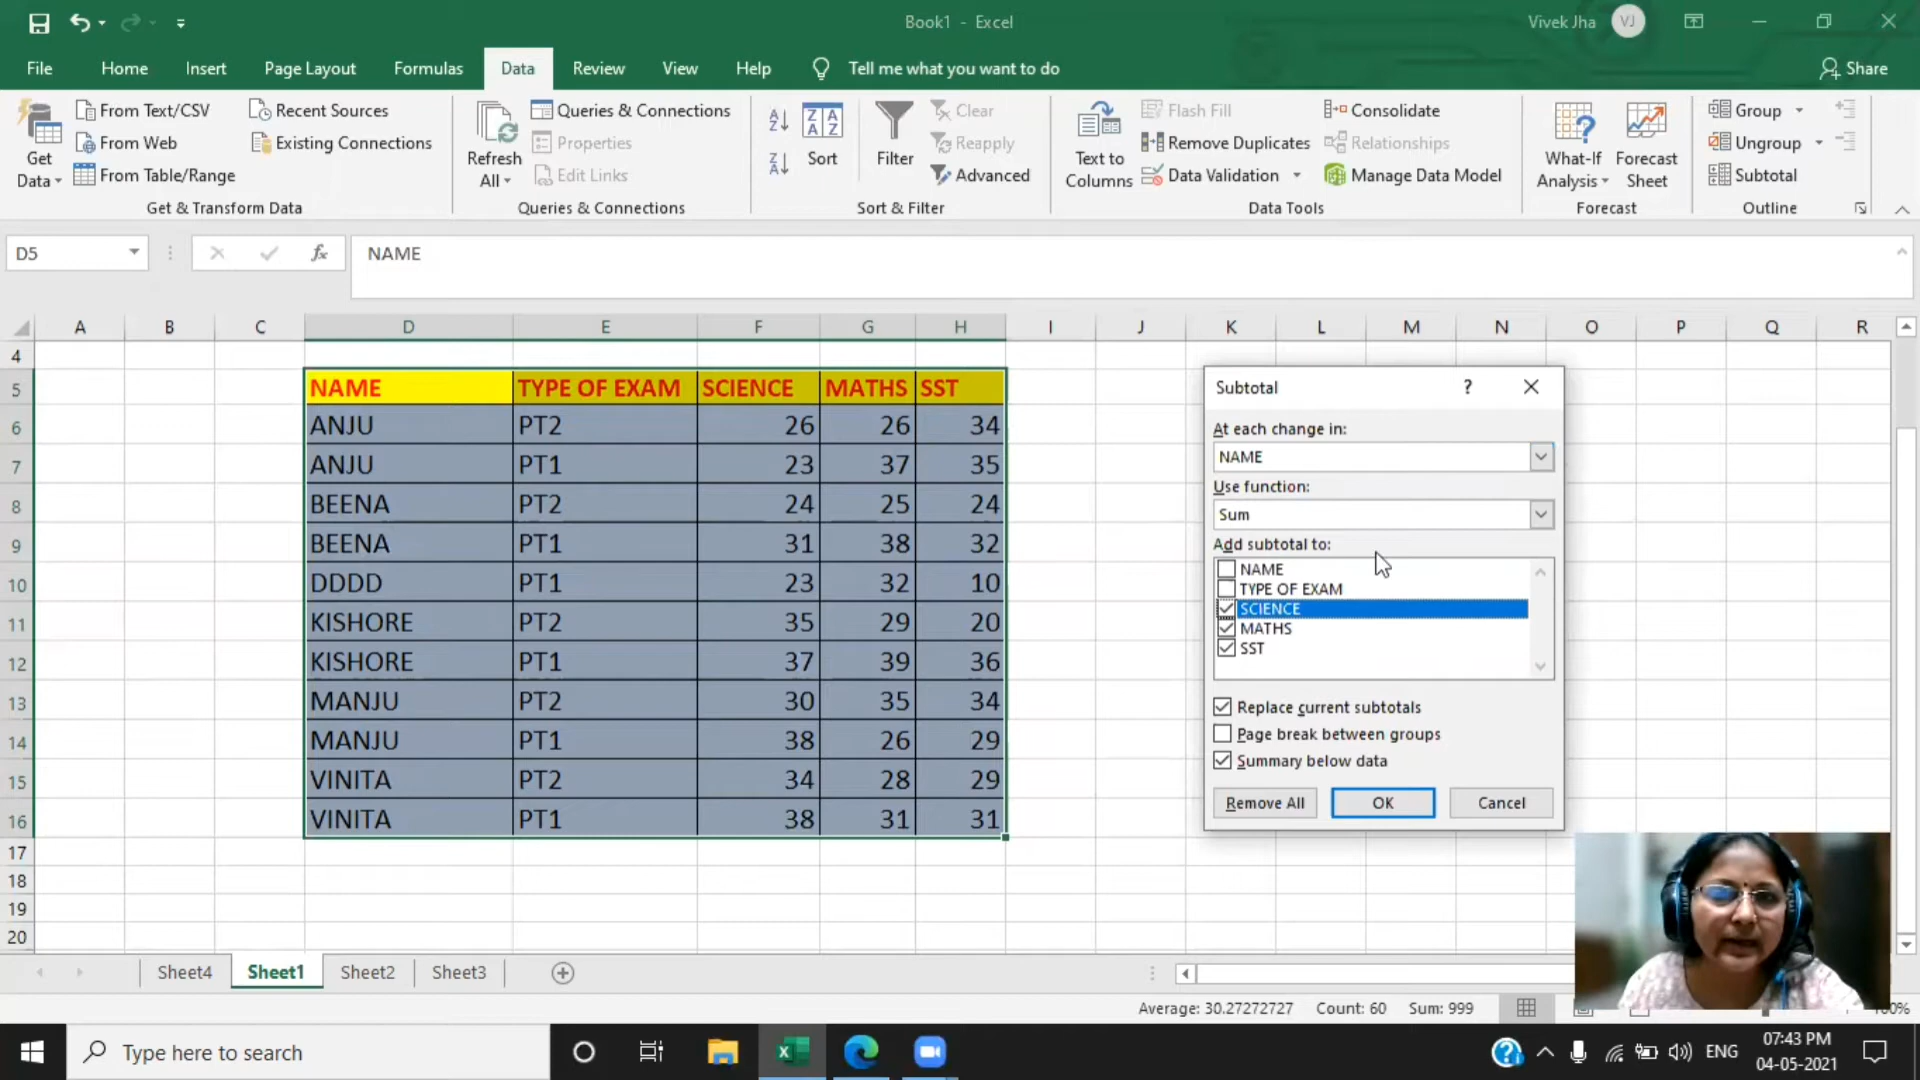 Book1 - Excel
Vivek Jha VJ
File Home Insert Page Layout Formulas Data Review View Help Tell me what you want to do Share
Get Data
From Text/CSV
From Web
From Table/Range
Recent Sources
Existing Connections
Get & Transform Data
Refresh All
Queries & Connections
Properties
Edit Links
Queries & Connections
Sort
Filter
Clear
Reapply
Advanced
Sort & Filter
Text to Columns
Flash Fill
Remove Duplicates
Data Validation
Consolidate
Relationships
Manage Data Model
Data Tools
What-If Analysis
Forecast Sheet
Forecast
Group
Ungroup
Subtotal
Outline
D5 fx NAME
A B C D E F G H I J K L M N O P Q R
4
5 NAME TYPE OF EXAM SCIENCE MATHS SST
6 ANJU PT2 26 26 34
7 ANJU PT1 23 37 35
8 BEENA PT2 24 25 24
9 BEENA PT1 31 38 32
10 DDDD PT1 23 32 10
11 KISHORE PT2 35 29 20
12 KISHORE PT1 37 39 36
13 MANJU PT2 30 35 34
14 MANJU PT1 38 26 29
15 VINITA PT2 34 28 29
16 VINITA PT1 38 31 31
17
18
19
20
Subtotal ?
At each change in:
NAME
Use function:
Sum
Add subtotal to:
NAME
TYPE OF EXAM
SCIENCE
MATHS
SST
Replace current subtotals
Page break between groups
Summary below data
Remove All OK Cancel
Sheet4 Sheet1 Sheet2 Sheet3
Average: 30.27272727 Count: 60 Sum: 999
Type here to search
ENG
07:43 PM
04-05-2021